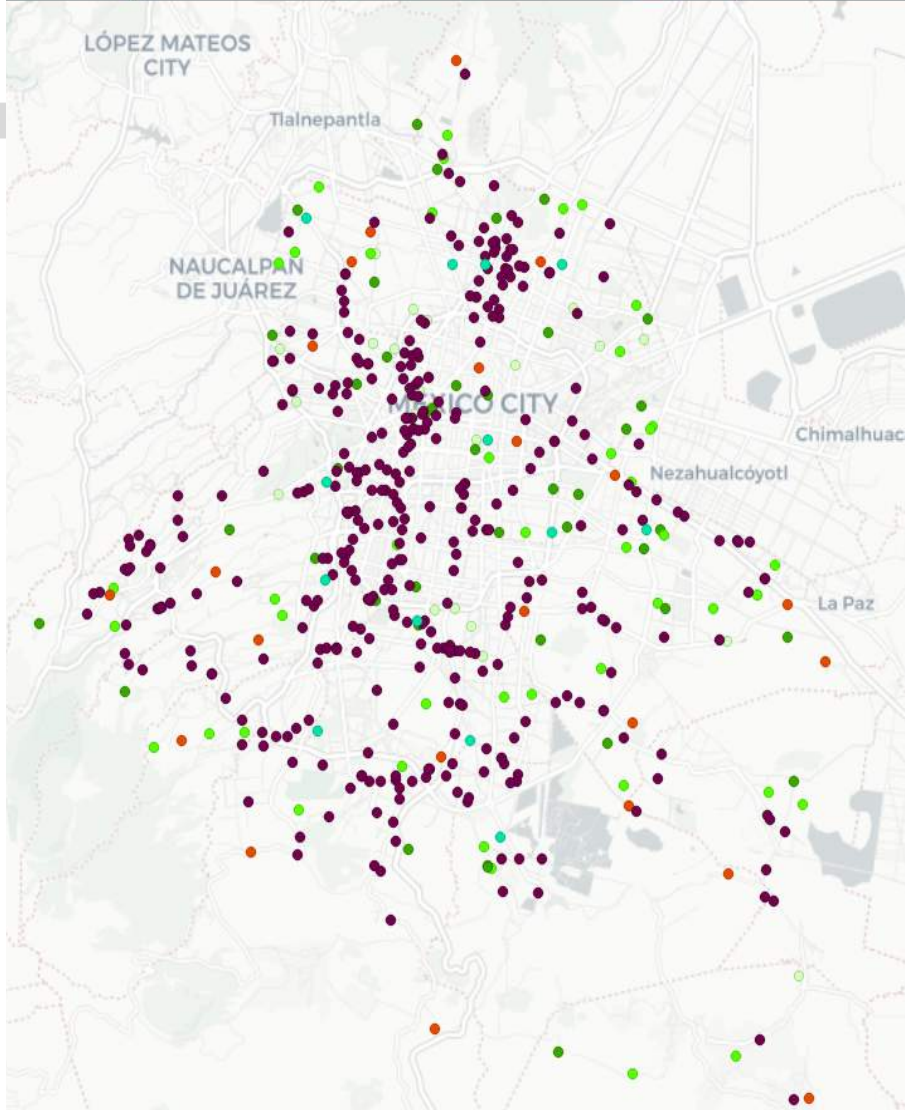 LÓPEZ MATEOS
CITY
Tlalnepantla
NAUCALPAN
DE JUÁREZ
MEXICO CITY
Chimalhuac
Nezahualcóyotl
La Paz